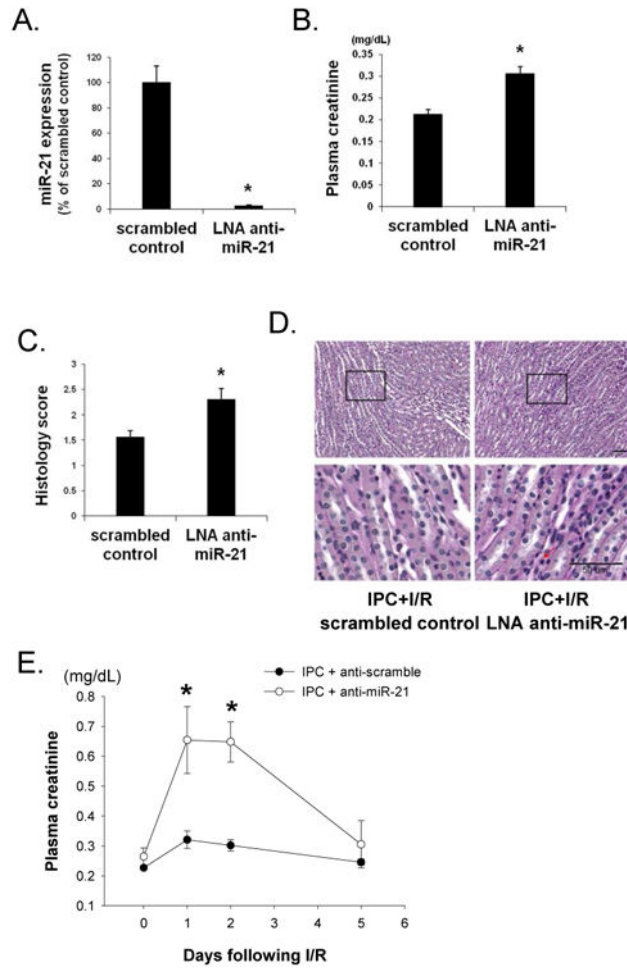 A.
miR-21 expression
(% of scrambled control)
120
100
80
60
40
20
0
*
scrambled
control
LNA anti-
miR-21
B.
(mg/dL)
Plasma creatinine
0.35
0.3
0.25
0.2
0.15
0.1
0.05
0
*
scrambled
control
LNA anti-
miR-21
C.
Histology score
3
2.5
2
1.5
1
0.5
0
*
scrambled
control
LNA anti-
miR-21
D.
IPC+I/R
scrambled control
IPC+I/R
LNA anti-miR-21
E.
(mg/dL)
IPC + anti-scramble
IPC + anti-miR-21
Plasma creatinine
0.8
0.7
0.6
0.5
0.4
0.3
0.2
0.1
* *
0 1 2 3 4 5 6
Days following I/R